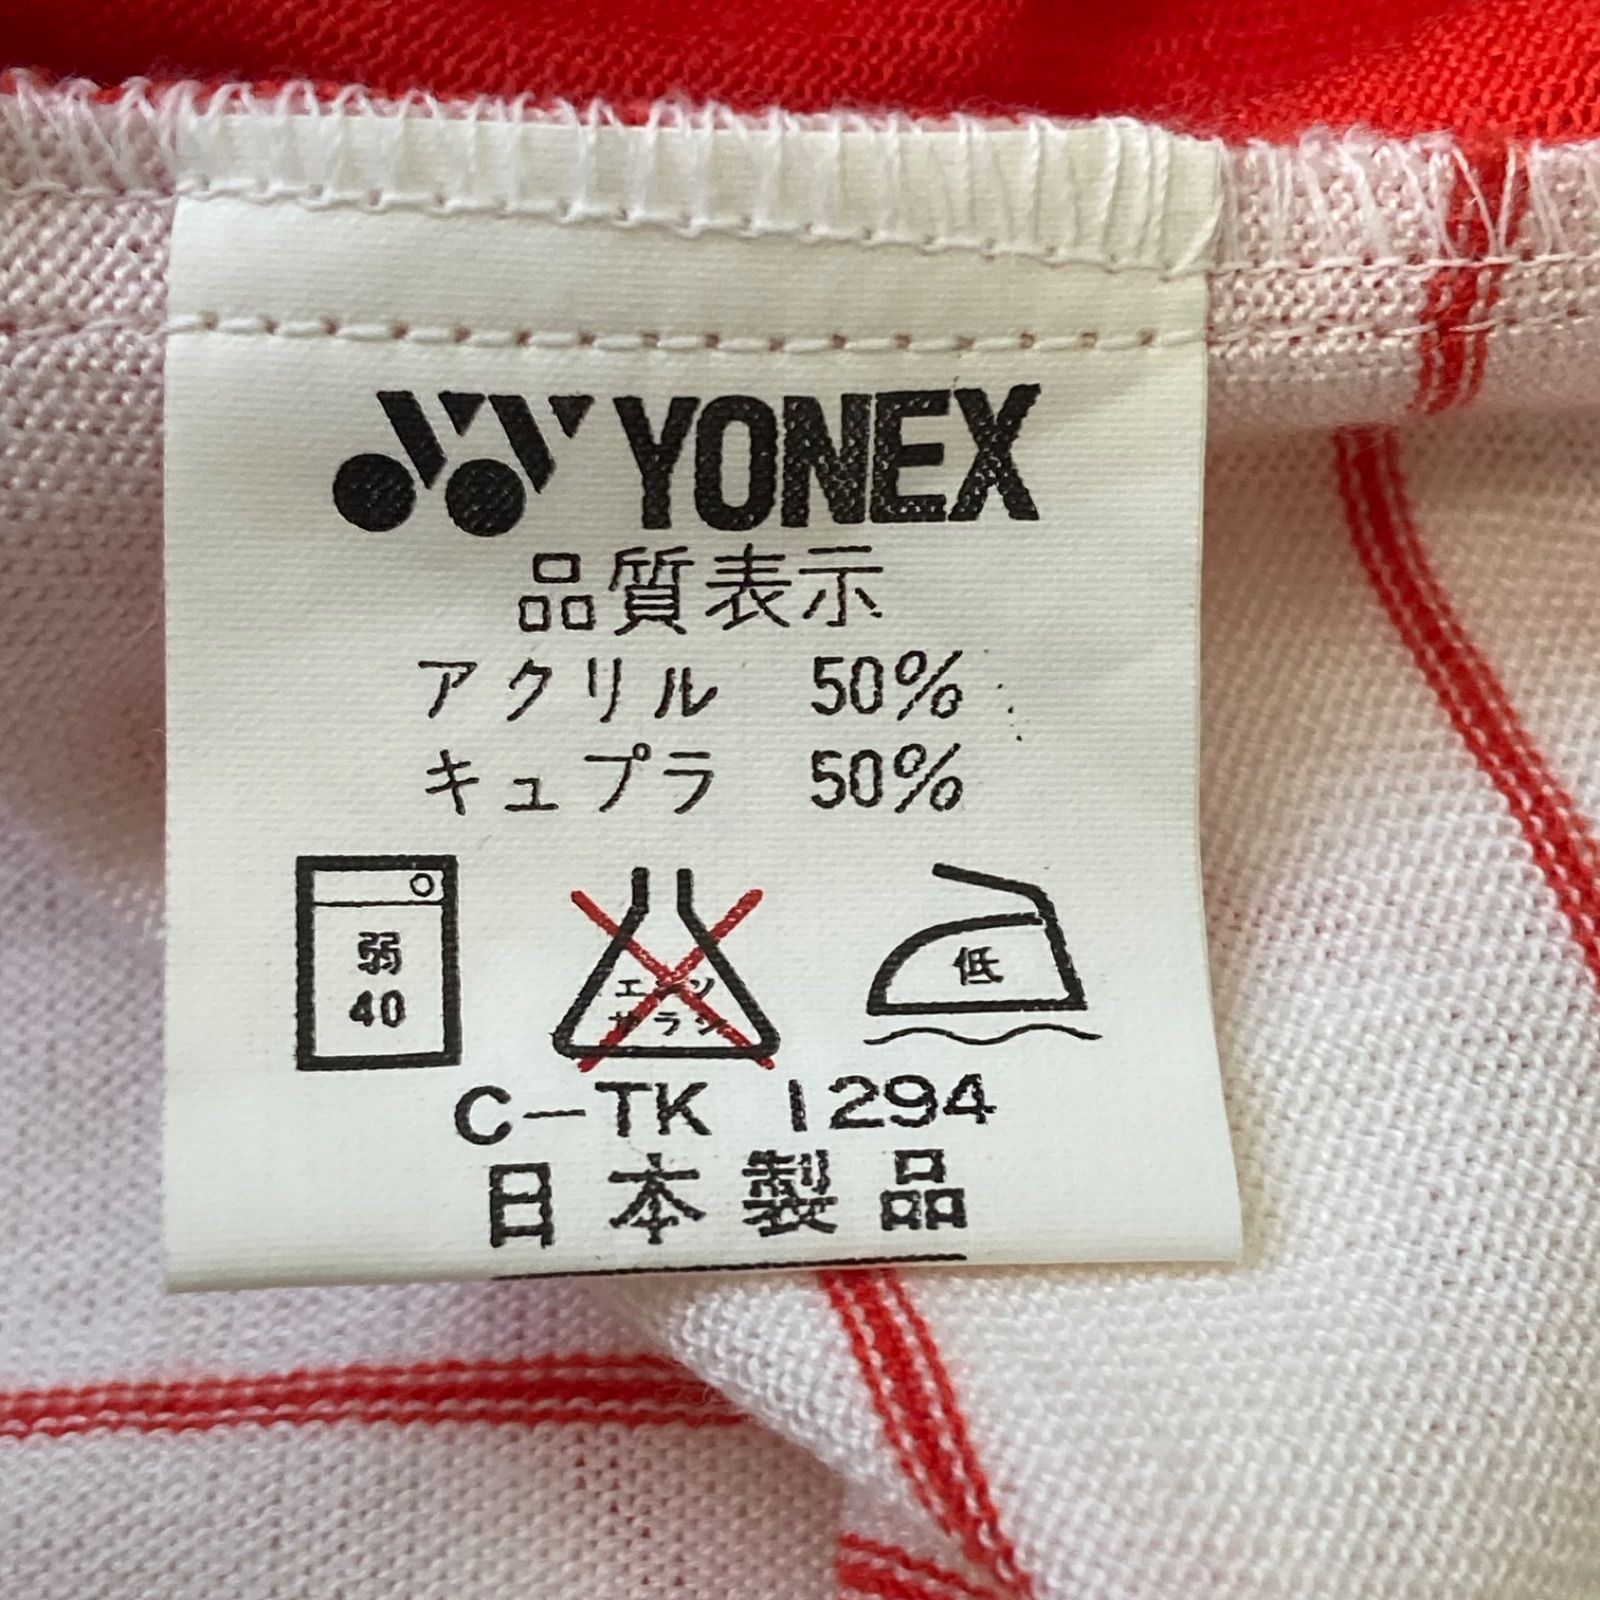 YONEX
品質表示
アクリル 50%
キュプラ 50%
弱
40
エンソ
サラシ
低
C-TK 1294
日本製品